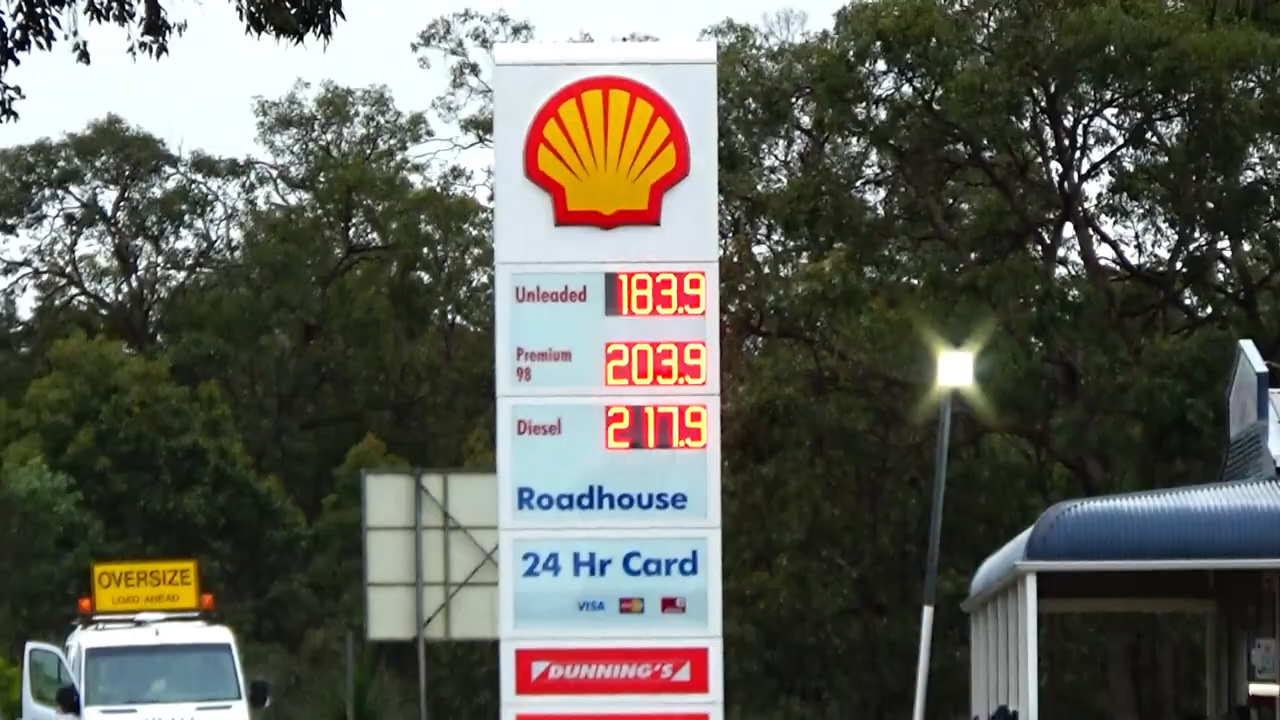 Unleaded 183.9
Premium 98 203.9
Diesel 217.9
Roadhouse
24 Hr Card
VISA
DUNNING'S
OVERSIZE
LOAD AHEAD